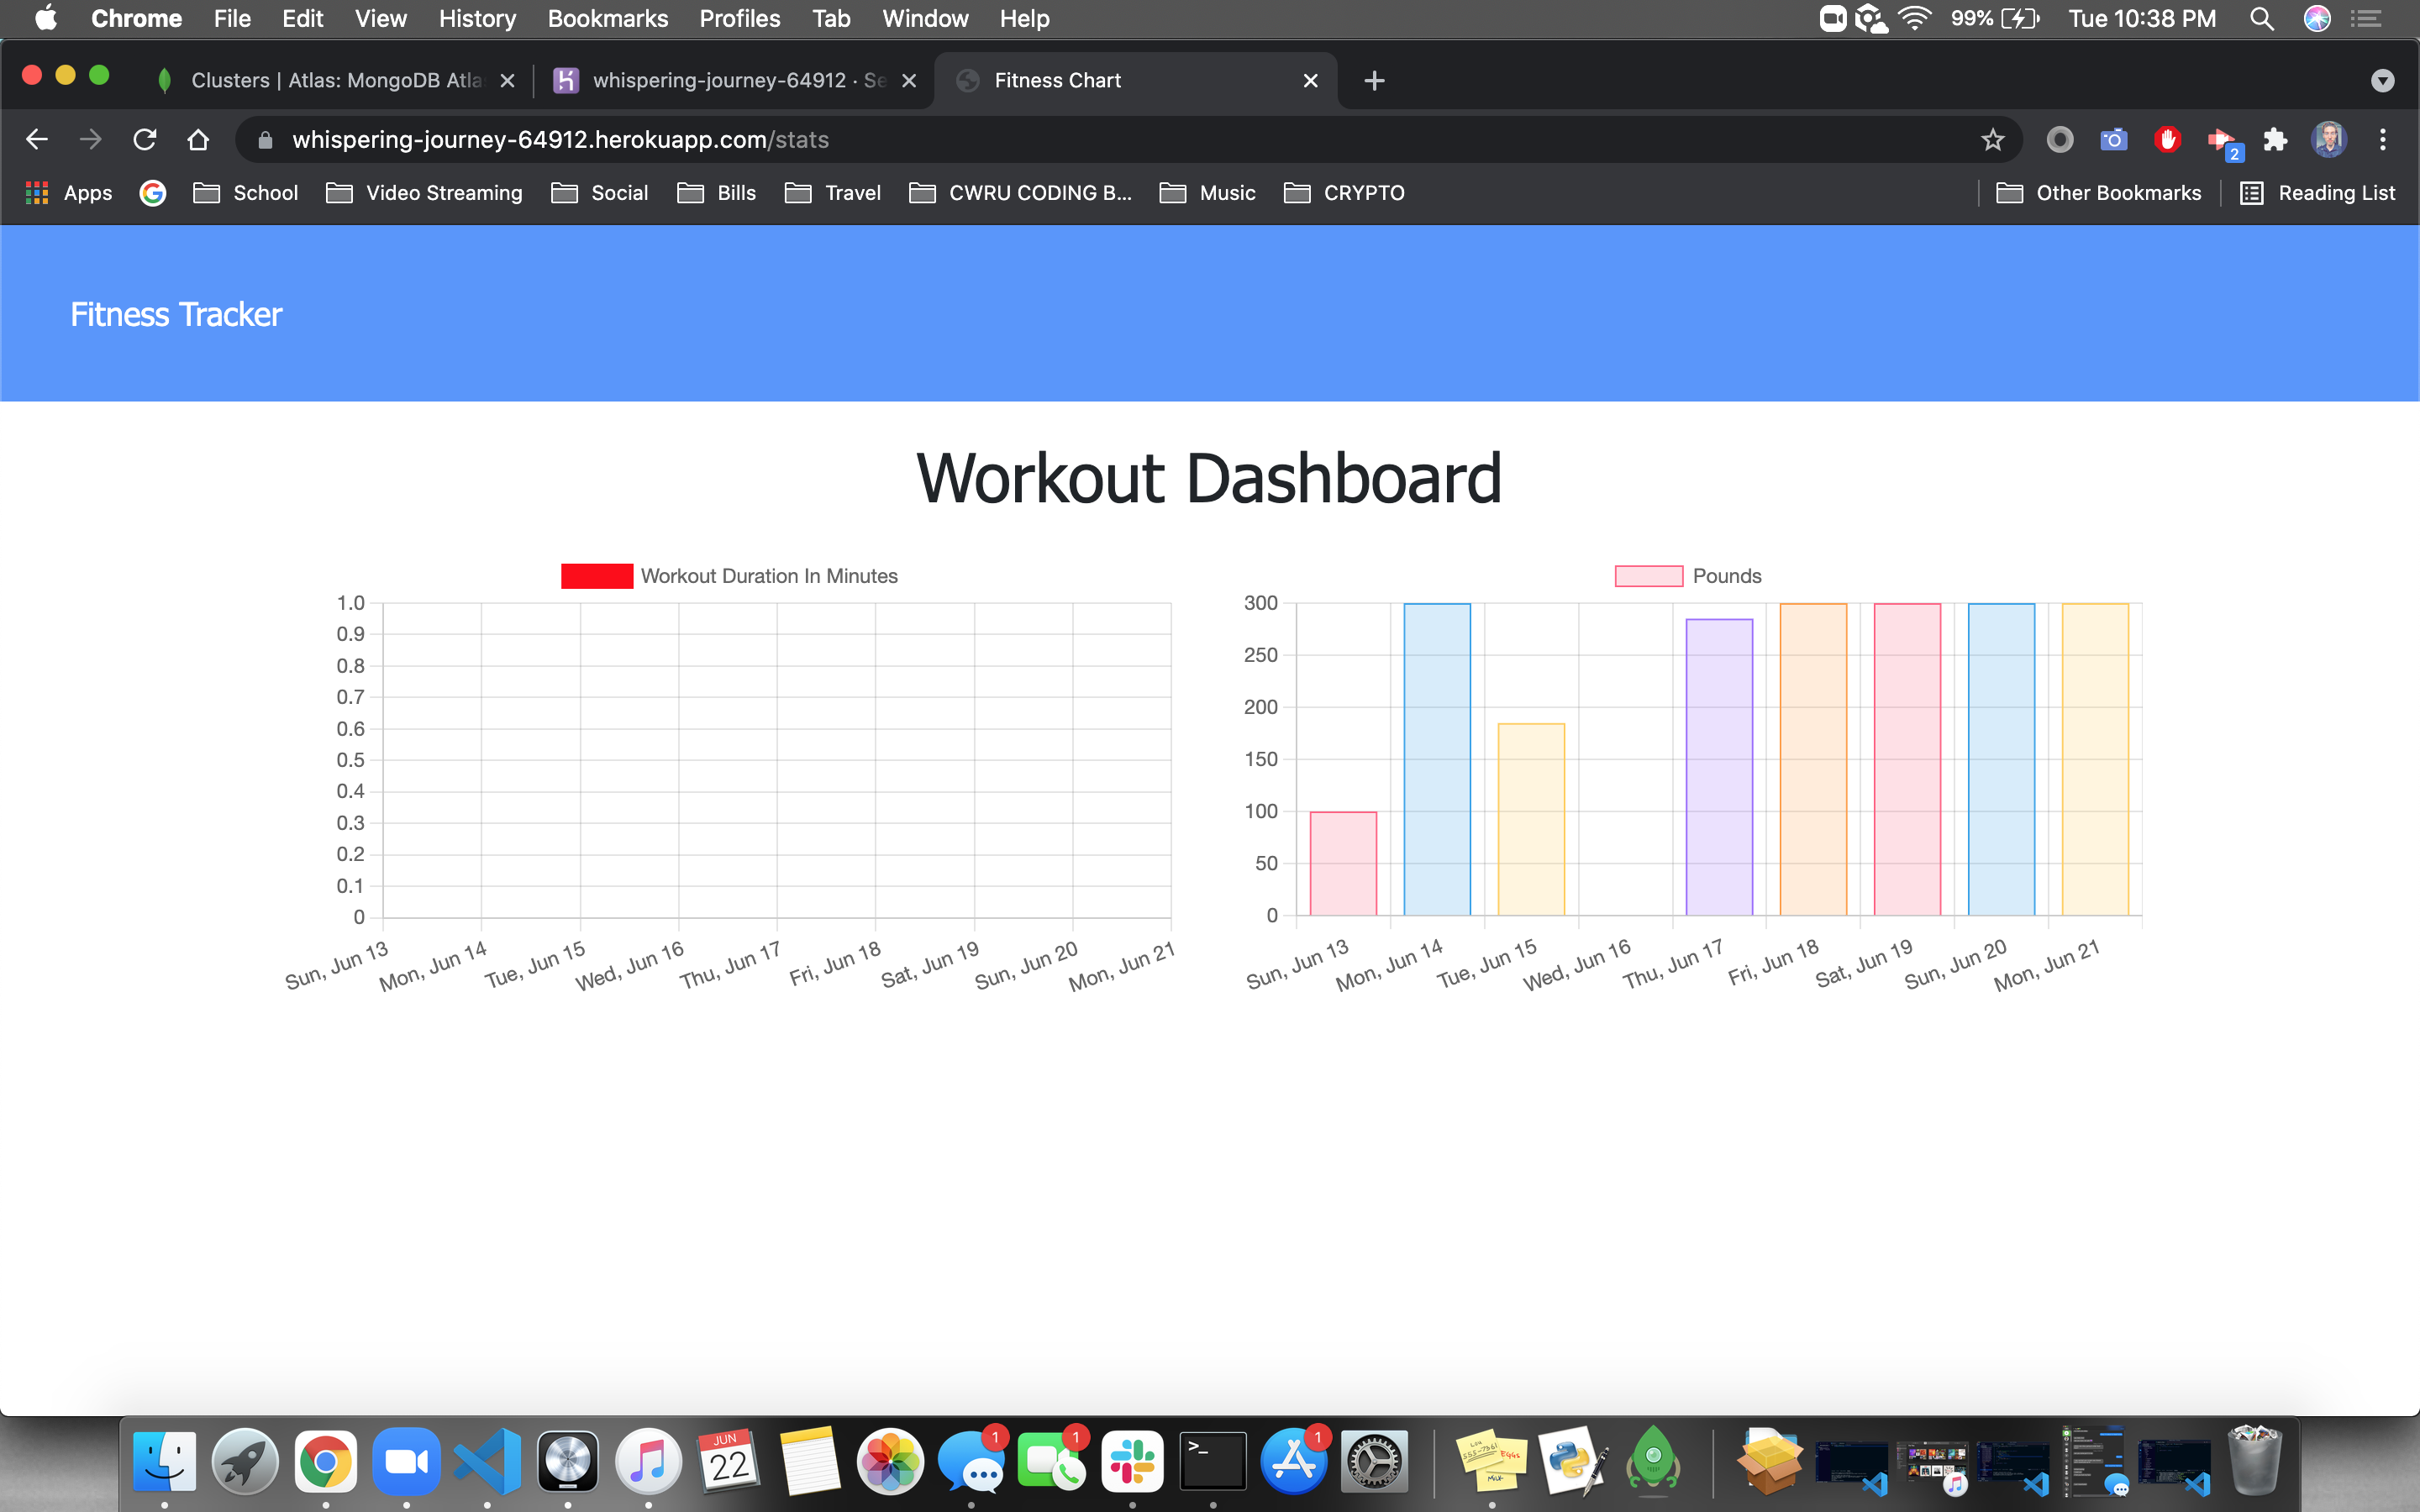 Chrome File Edit View History Bookmarks Profiles Tab Window Help 99% Tue 10:38 PM
Clusters | Atlas: MongoDB Atla whispering-journey-64912 · Se Fitness Chart
whispering-journey-64912.herokuapp.com/stats
2
Apps School Video Streaming Social Bills Travel CWRU CODING B... Music CRYPTO Other Bookmarks Reading List
Fitness Tracker
Workout Dashboard
Workout Duration In Minutes
1.0
0.9
0.8
0.7
0.6
0.5
0.4
0.3
0.2
0.1
0
Sun, Jun 13 Mon, Jun 14 Tue, Jun 15 Wed, Jun 16 Thu, Jun 17 Fri, Jun 18 Sat, Jun 19 Sun, Jun 20 Mon, Jun 21
Pounds
300
250
200
150
100
50
0
Sun, Jun 13 Mon, Jun 14 Tue, Jun 15 Wed, Jun 16 Thu, Jun 17 Fri, Jun 18 Sat, Jun 19 Sun, Jun 20 Mon, Jun 21
JUN
22
1
1
>_
1